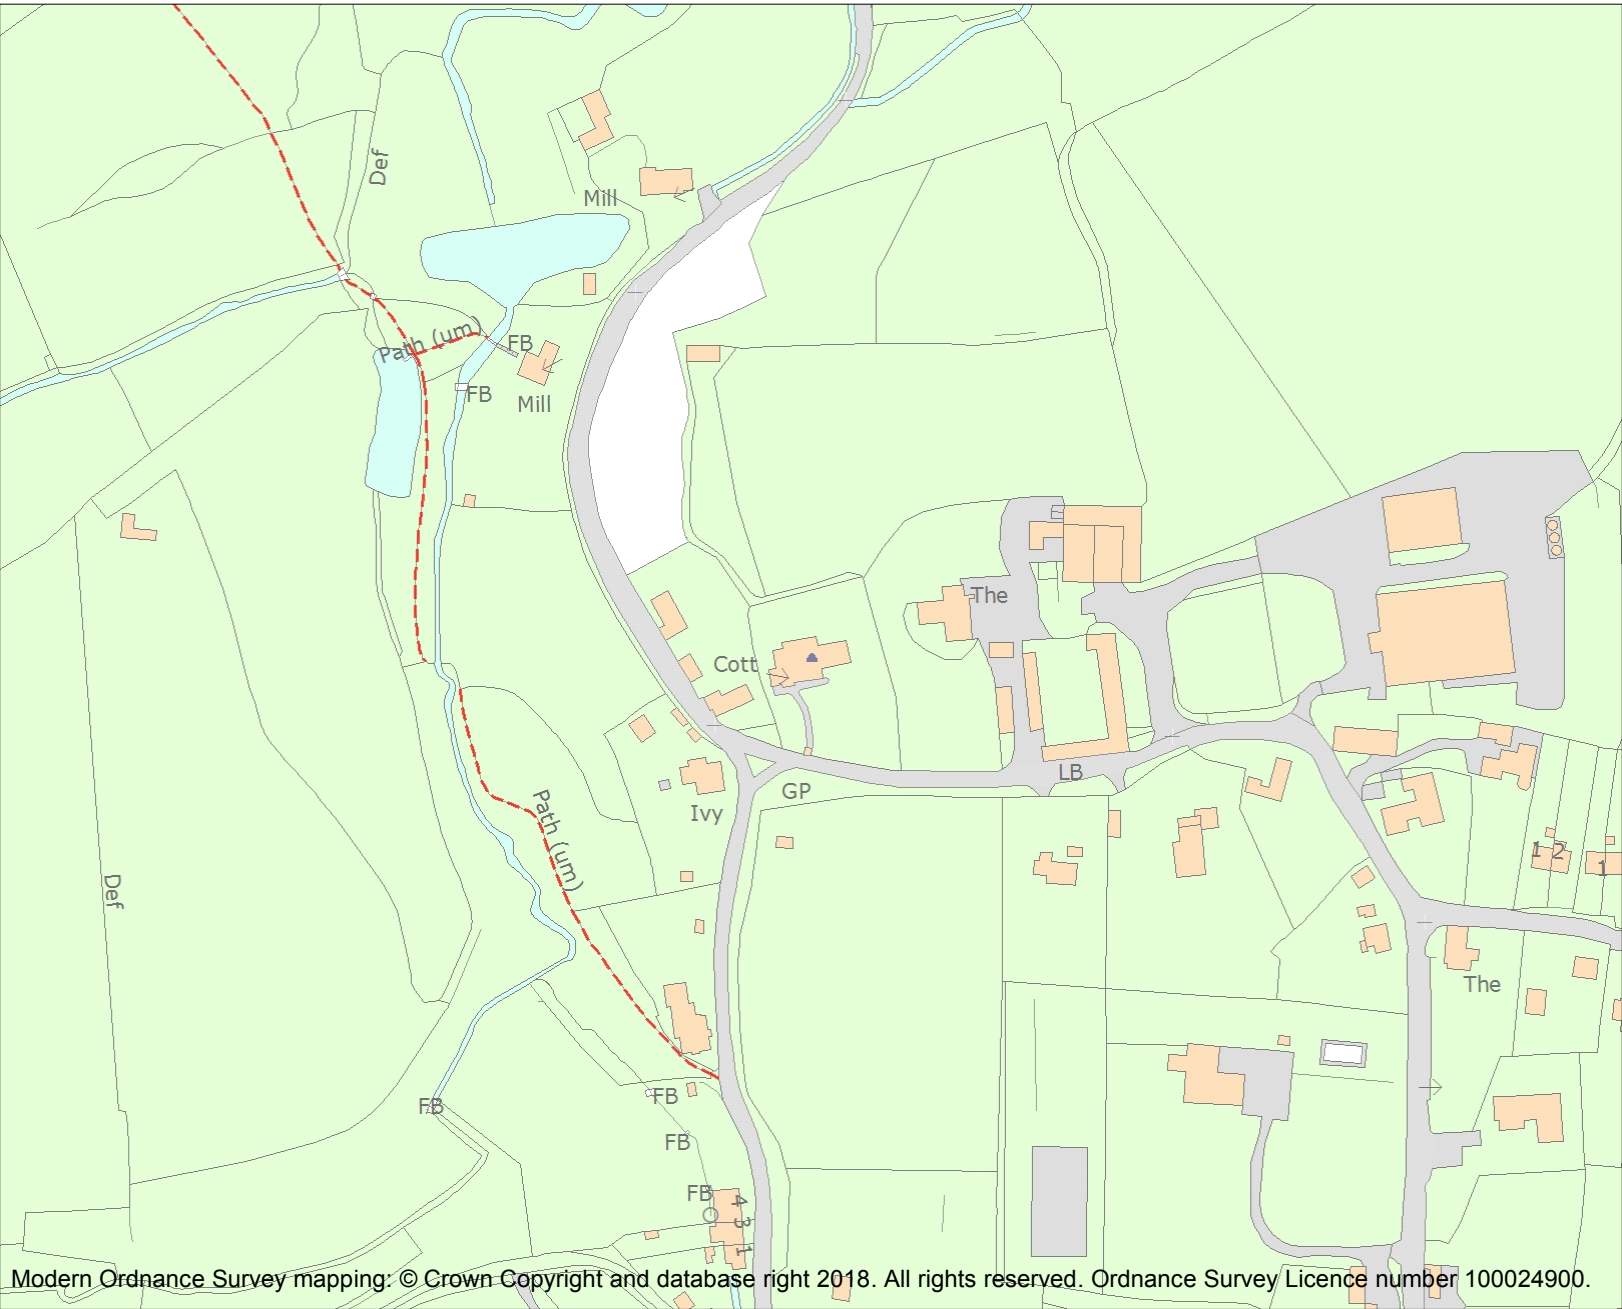 Def
Mill
Path (um)
FB
FB
Mill
The
Cott
LB
GP
Ivy
Path (um)
1 2
1
Def
The
FB
FB
FB
FB
4
3
1
Modern Ordnance Survey mapping: © Crown Copyright and database right 2018. All rights reserved. Ordnance Survey Licence number 100024900.